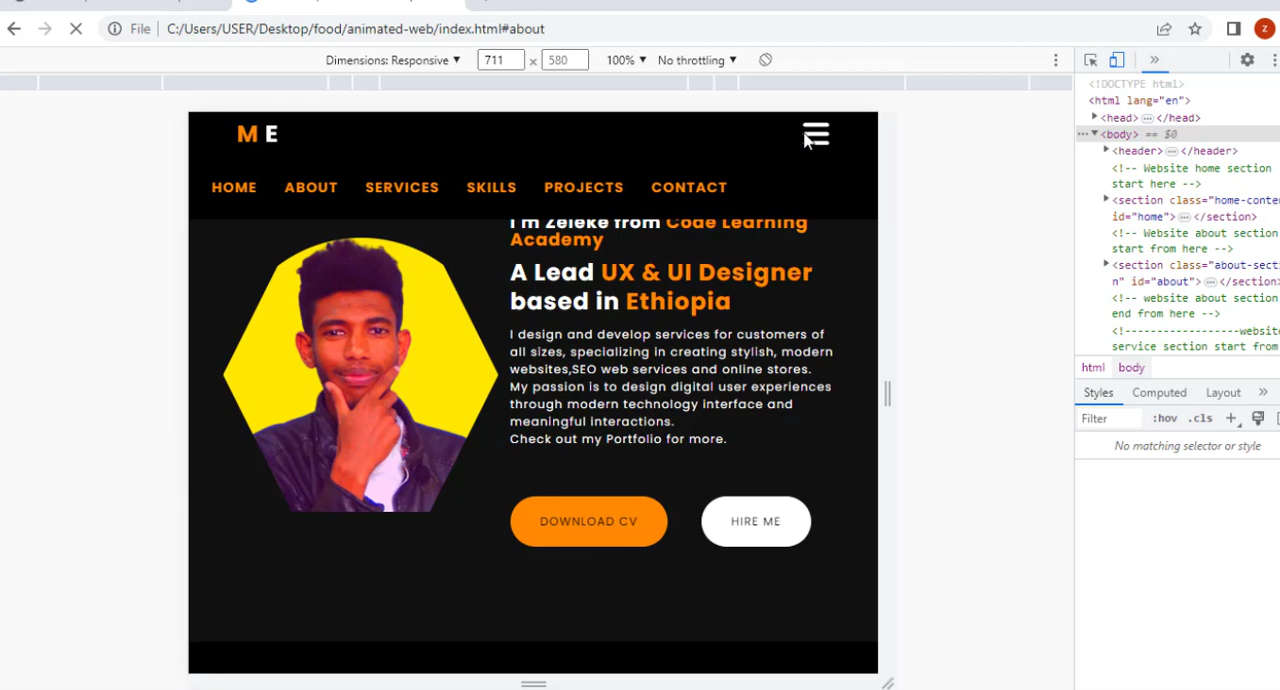 File C:/Users/USER/Desktop/food/animated-web/index.html#about
Z
Dimensions: Responsive 711 x 580 100% No throttling
<!DOCTYPE html>
<html lang="en">
<head> </head>
<body> == $0
<header> </header>
<!-- Website home section
start here -->
<section class="home-conte
id="home"> </section>
<!-- Website about section
start from here -->
<section class="about-sec
n" id="about"> </section>
<!-- website about section
end from here -->
<!------------------websi
service section start from
html body
Styles Computed Layout
Filter :hov .cls
No matching selector or style
M E
HOME ABOUT SERVICES SKILLS PROJECTS CONTACT
I'm Zeleke from Code Learning
Academy
A Lead UX & UI Designer
based in Ethiopia
I design and develop services for customers of
all sizes, specializing in creating stylish, modern
websites,SEO web services and online stores.
My passion is to design digital user experiences
through modern technology interface and
meaningful interactions.
Check out my Portfolio for more.
DOWNLOAD CV
HIRE ME